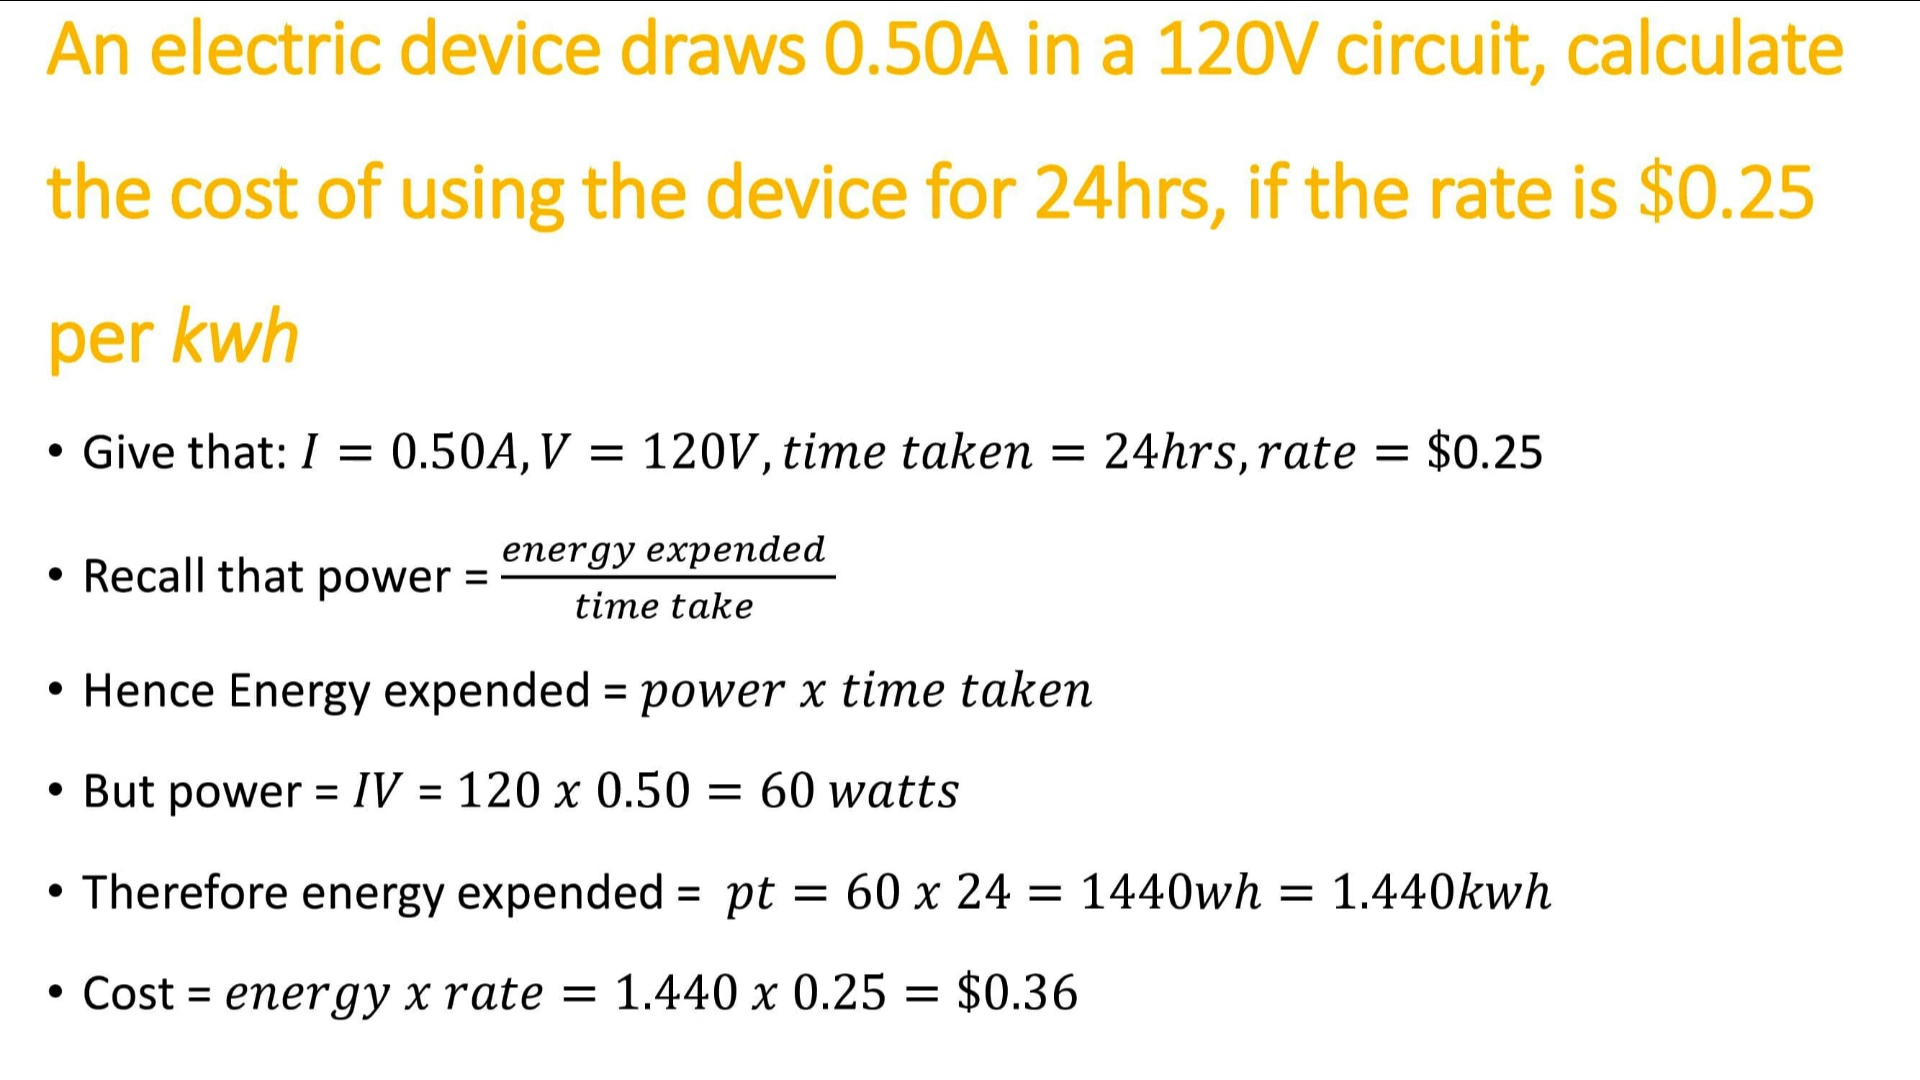 An electric device draws 0.50A in a 120V circuit, calculate
the cost of using the device for 24hrs, if the rate is $0.25
per kwh
• Give that: I = 0.50A, V = 120V, time taken = 24hrs, rate = $0.25
• Recall that power = energy expended / time take
• Hence Energy expended = power x time taken
• But power = IV = 120 x 0.50 = 60 watts
• Therefore energy expended = pt = 60 x 24 = 1440wh = 1.440kwh
• Cost = energy x rate = 1.440 x 0.25 = $0.36